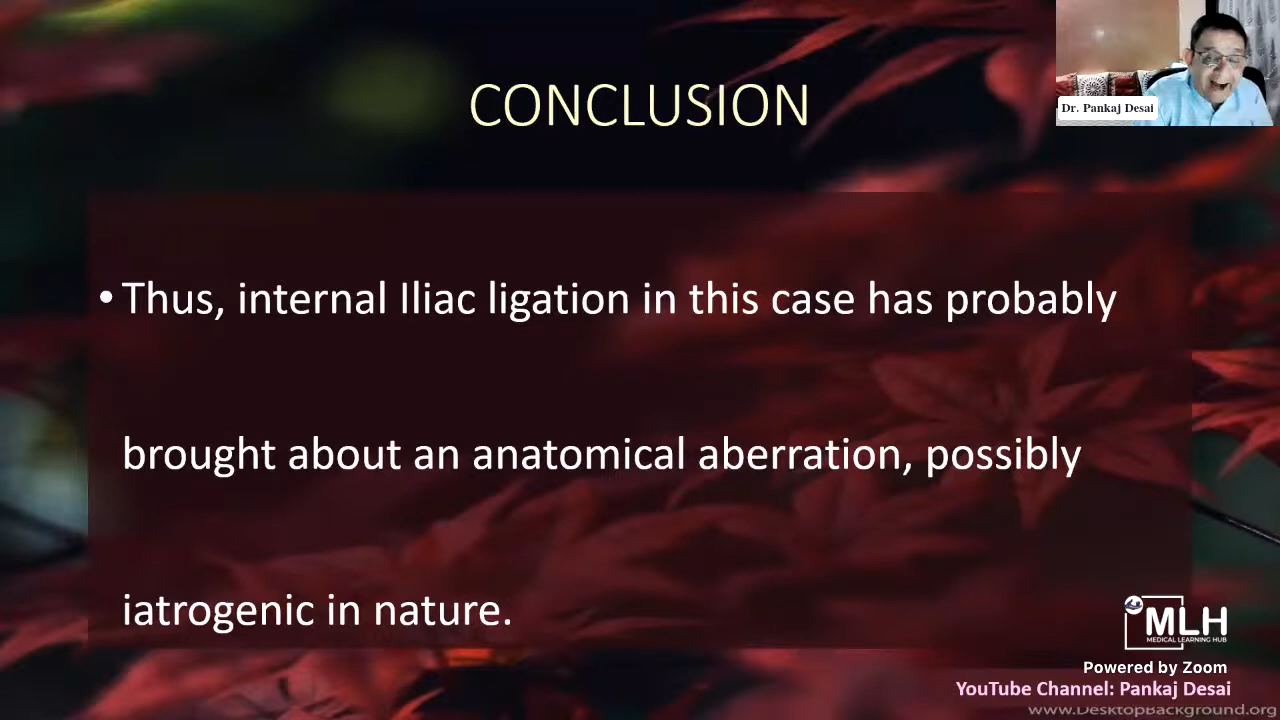 CONCLUSION
Dr. Pankaj Desai
• Thus, internal Iliac ligation in this case has probably
brought about an anatomical aberration, possibly
iatrogenic in nature.
MLH
MEDICAL LEARNING HUB
Powered by Zoom
YouTube Channel: Pankaj Desai
www.DesktopBackground.org